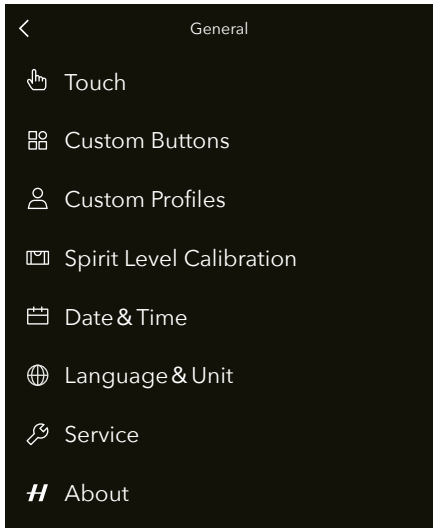 General
Touch
Custom Buttons
Custom Profiles
Spirit Level Calibration
Date & Time
Language & Unit
Service
H About